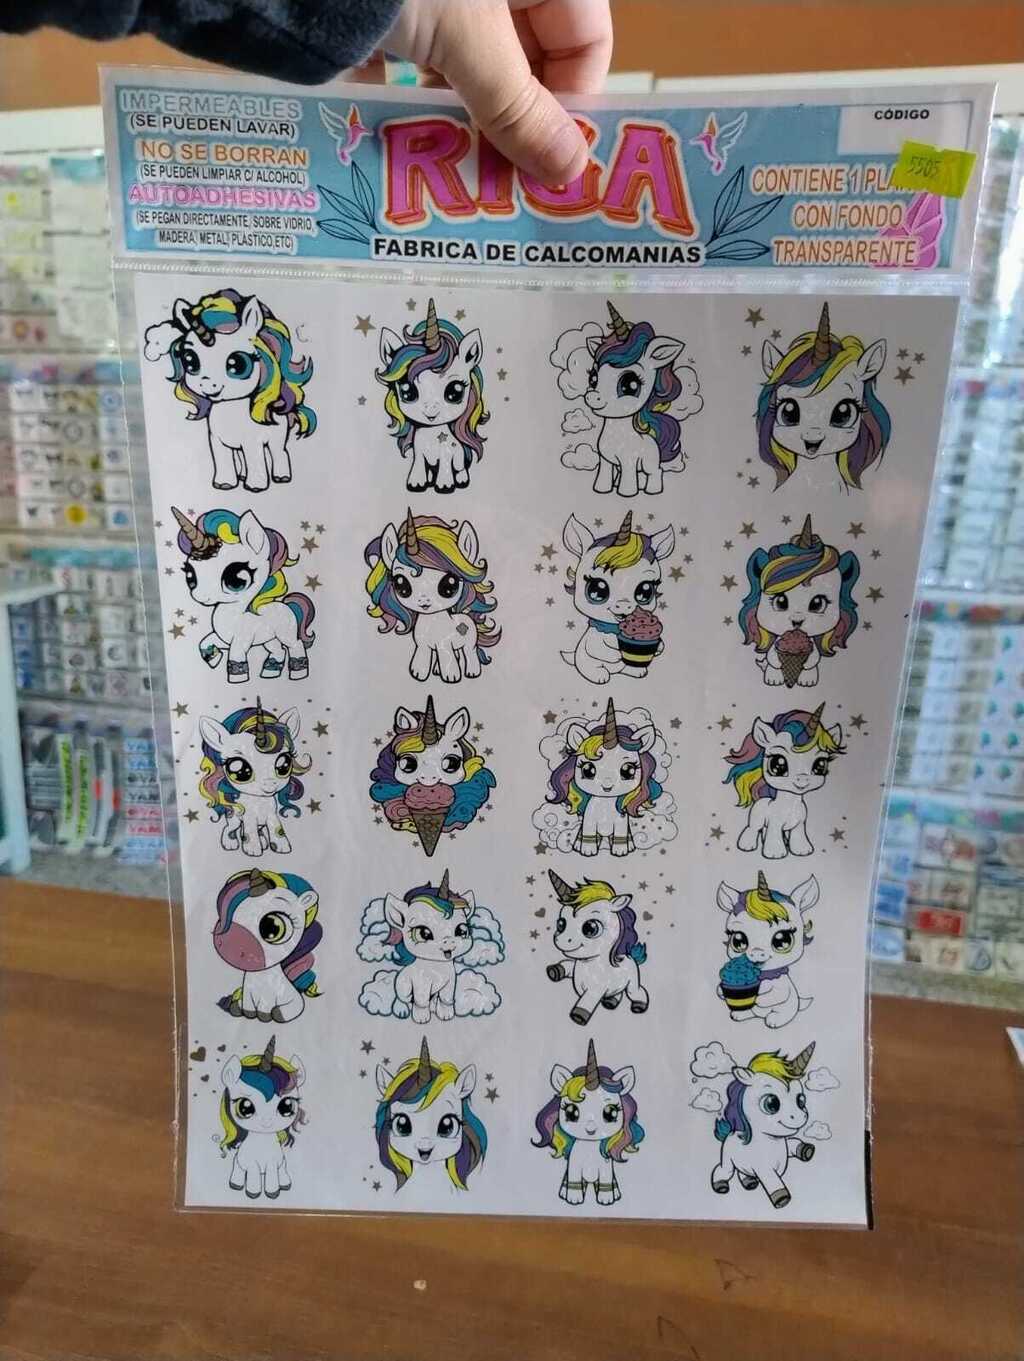 IMPERMEABLES
(SE PUEDEN LAVAR)
NO SE BORRAN
(SE PUEDEN LIMPIAR C/ ALCOHOL)
AUTOADHESIVAS
(SE PEGAN DIRECTAMENTE, SOBRE VIDRIO,
MADERA, METAL, PLASTICO,ETC)
RIGA
FABRICA DE CALCOMANIAS
CÓDIGO
5505
CONTIENE 1
CON FONDO
TRANSPARENTE